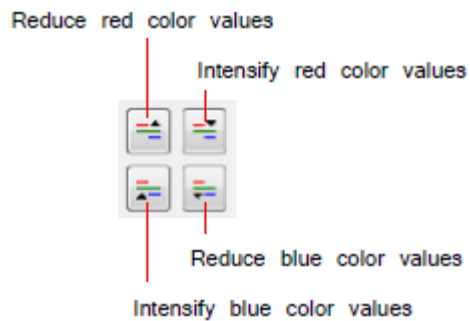 Reduce red color values
Intensify red color values
Reduce blue color values
Intensify blue color values